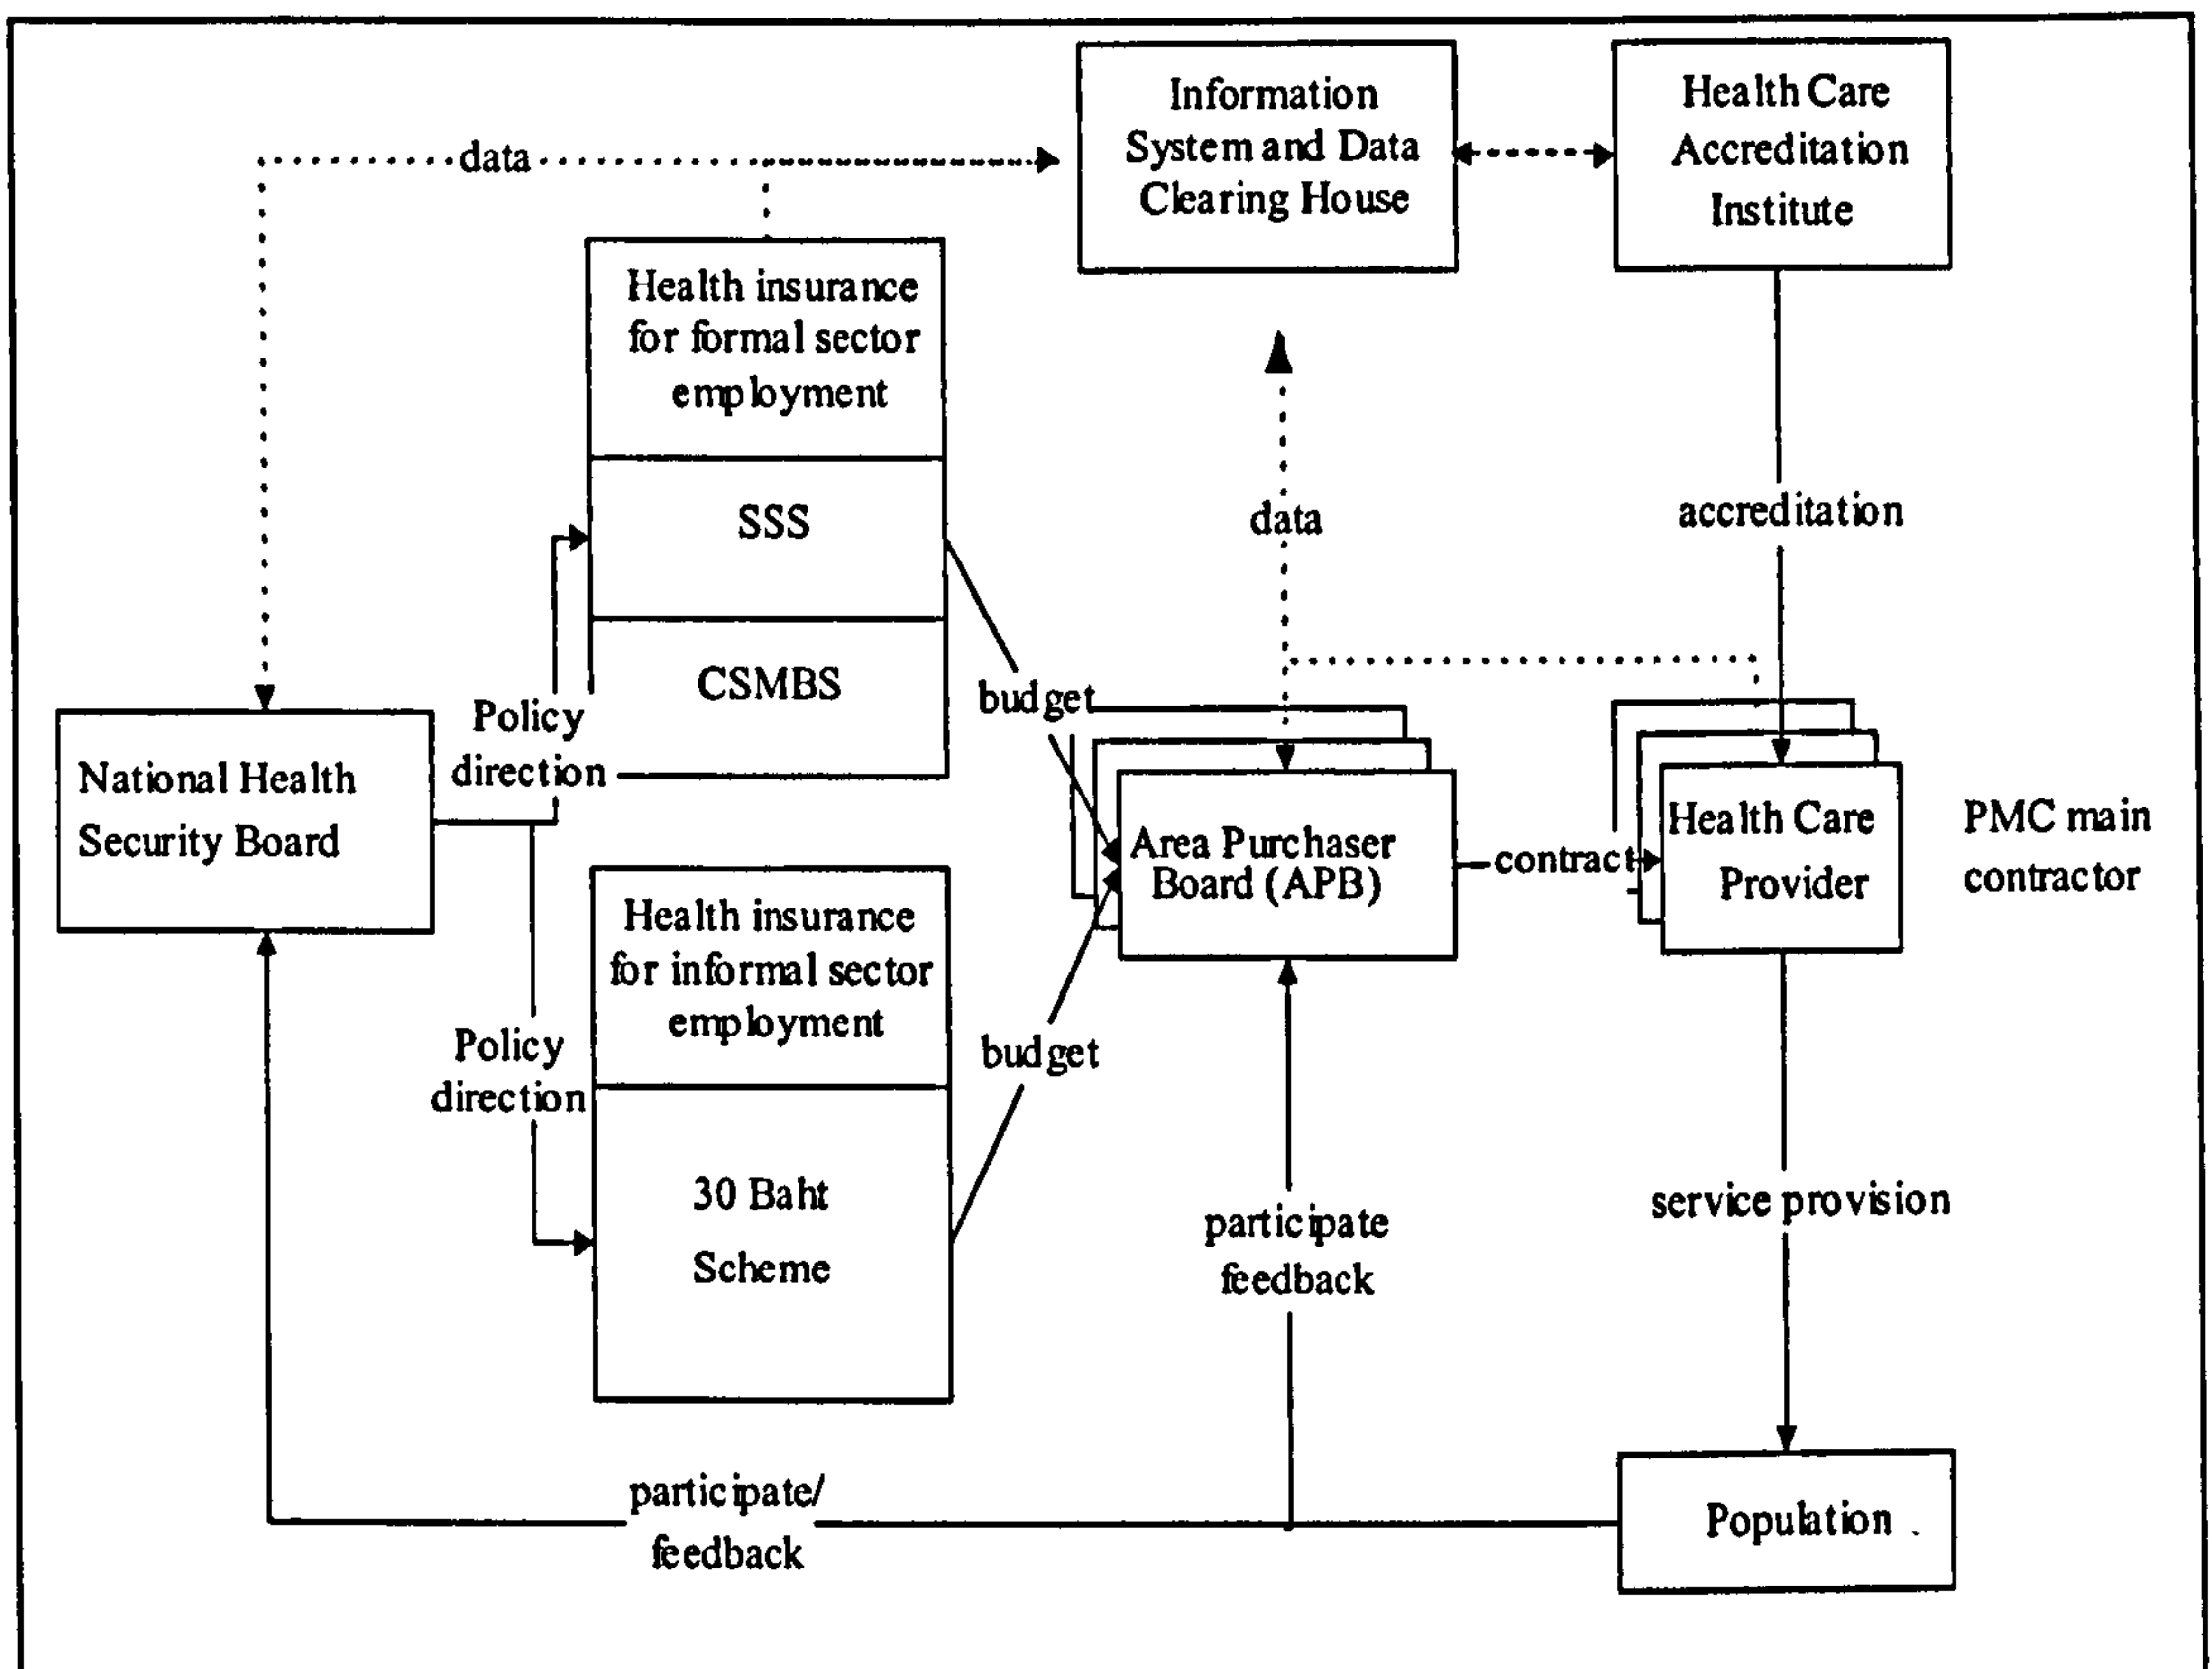 Information
System and Data
Clearing House
Health Care
Accreditation
Institute
data
Health insurance
for formal sector
employment
SSS
CSMBS
data
accreditation
Policy
direction
budget
National Health
Security Board
Area Purchaser
Board (APB)
contract
Health Care
Provider
PMC main
contractor
Health insurance
for informal sector
employment
Policy
direction
budget
30 Baht
Scheme
participate
feedback
service provision
participate/
feedback
Population